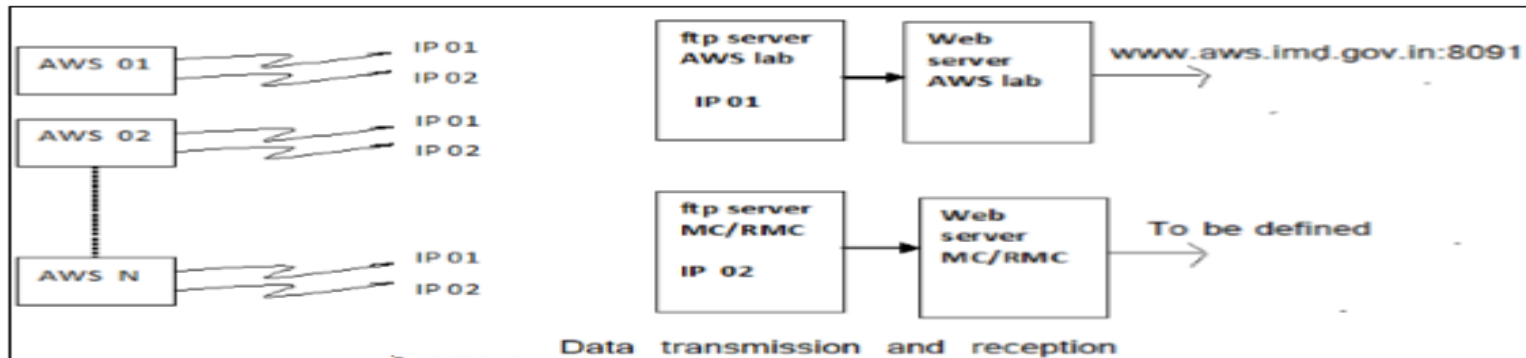 AWS 01
IP 01
IP 02
AWS 02
IP 01
IP 02
AWS N
IP 01
IP 02
ftp server
AWS lab
IP 01
Web
server
AWS lab
www.aws.imd.gov.in:8091
ftp server
MC/RMC
IP 02
Web
server
MC/RMC
To be defined
Data transmission and reception